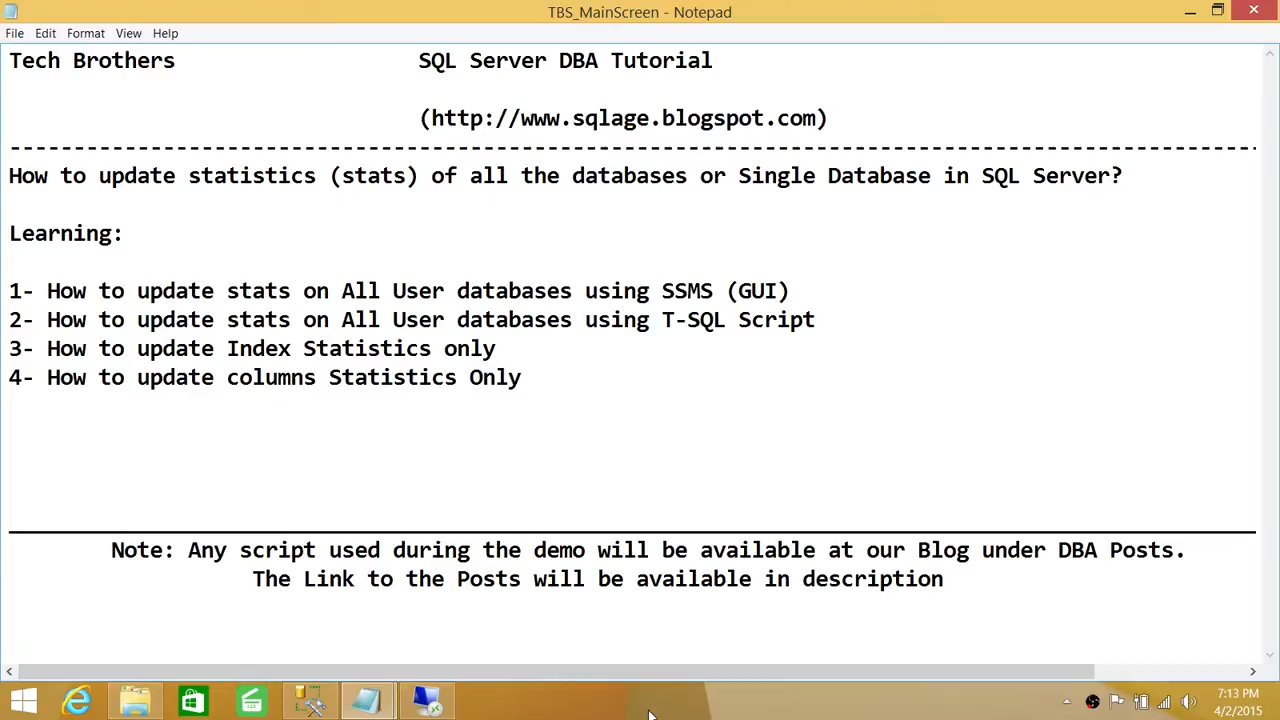 TBS_MainScreen - Notepad
File Edit Format View Help
Tech Brothers SQL Server DBA Tutorial
(http://www.sqlage.blogspot.com)
How to update statistics (stats) of all the databases or Single Database in SQL Server?
Learning:
1- How to update stats on All User databases using SSMS (GUI)
2- How to update stats on All User databases using T-SQL Script
3- How to update Index Statistics only
4- How to update columns Statistics Only
Note: Any script used during the demo will be available at our Blog under DBA Posts.
The Link to the Posts will be available in description
7:13 PM
4/2/2015